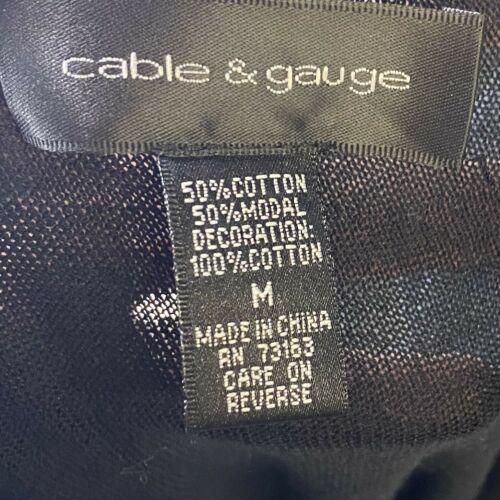 cable & gauge
50%COTTON
50%MODAL
DECORATION:
100%COTTON
M
MADE IN CHINA
RN 73163
CARE ON
REVERSE